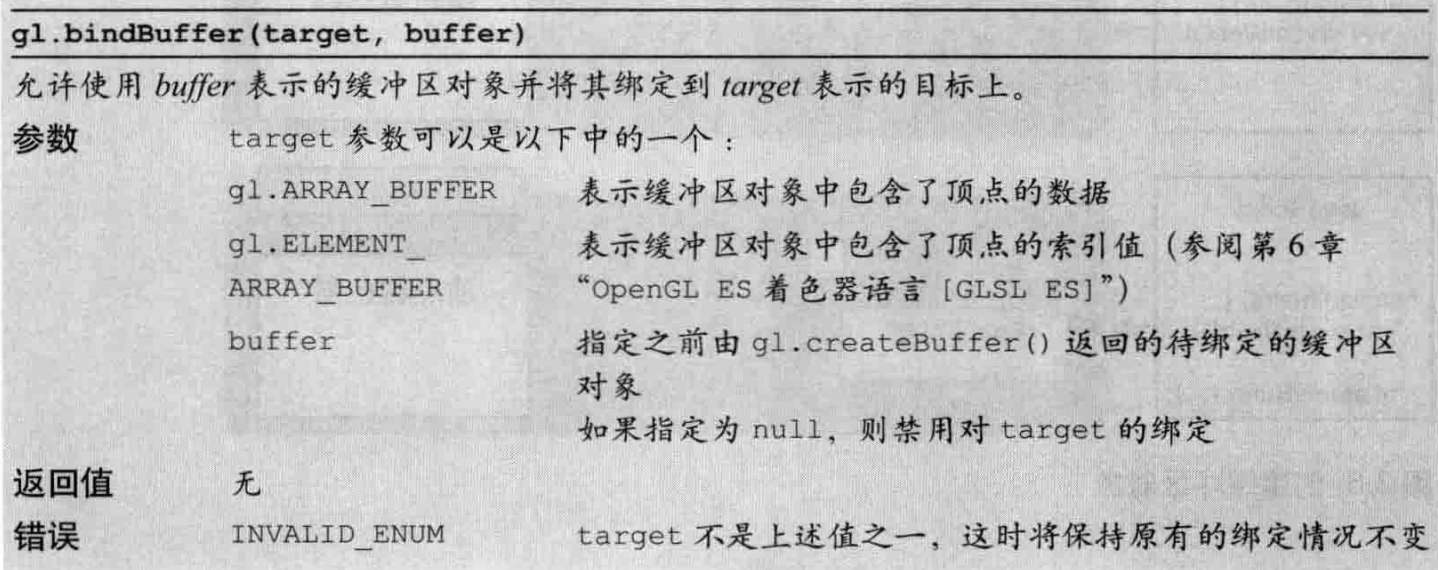 gl.bindBuffer(target, buffer)
允许使用 buffer 表示的缓冲区对象并将其绑定到 target 表示的目标上。
参数 target 参数可以是以下中的一个：
gl.ARRAY_BUFFER 表示缓冲区对象中包含了顶点的数据
gl.ELEMENT_ 表示缓冲区对象中包含了顶点的索引值（参阅第 6 章
ARRAY_BUFFER “OpenGL ES 着色器语言 [GLSL ES]”）
buffer 指定之前由 gl.createBuffer() 返回的待绑定的缓冲区
对象
如果指定为 null，则禁用对 target 的绑定
返回值 无
错误 INVALID_ENUM target 不是上述值之一，这时将保持原有的绑定情况不变